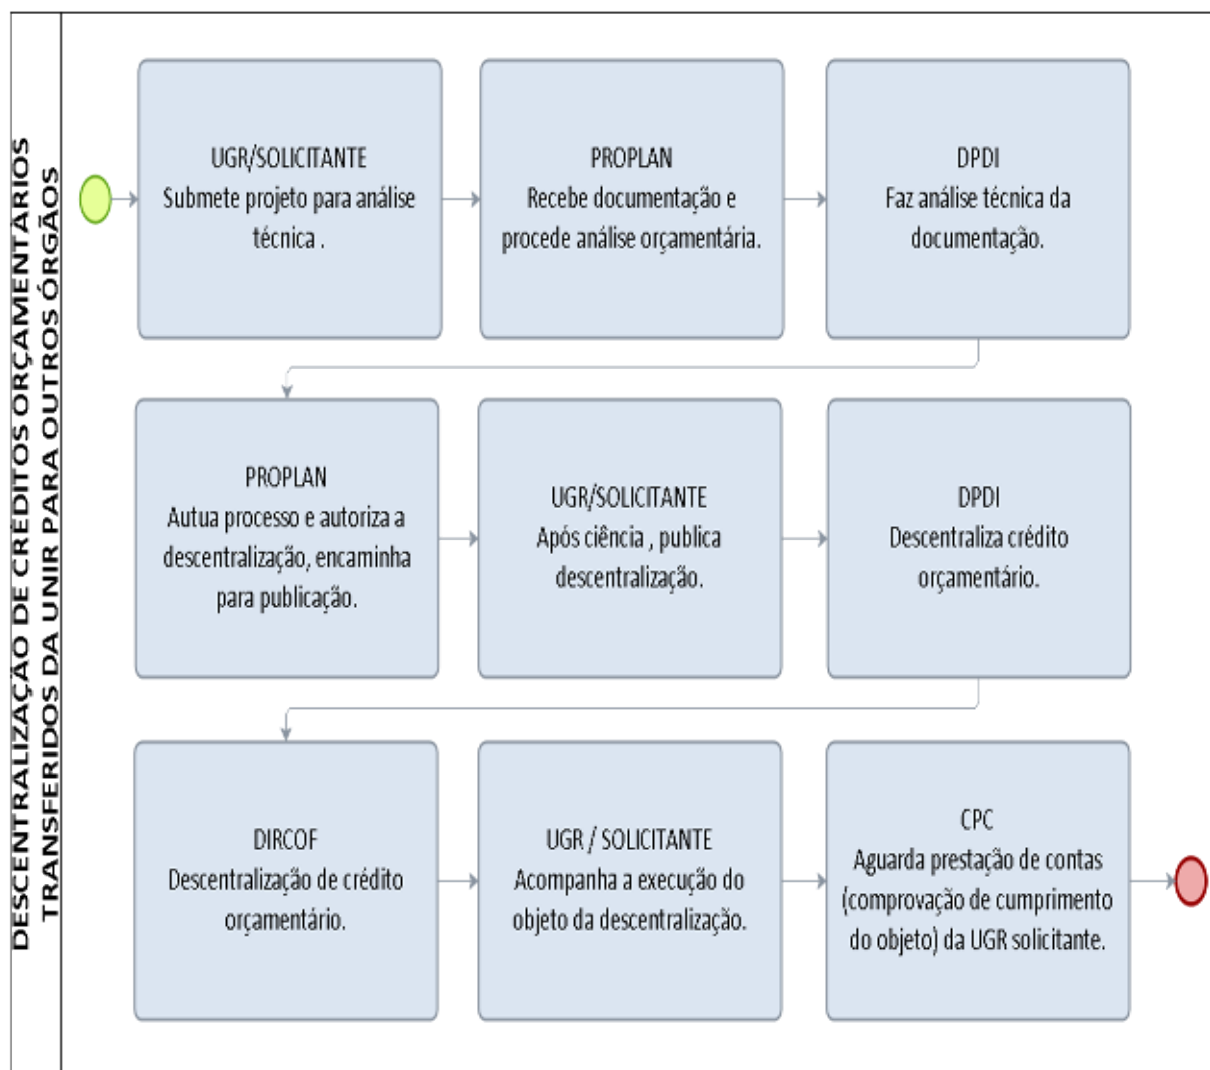 DESCENTRALIZAÇÃO DE CRÉDITOS ORÇAMENTÁRIOS
TRANSFERIDOS DA UNIR PARA OUTROS ÓRGÃOS
UGR/SOLICITANTE
Submete projeto para análise
técnica .
PROPLAN
Recebe documentação e
procede análise orçamentária.
DPDI
Faz análise técnica da
documentação.
PROPLAN
Autua processo e autoriza a
descentralização, encaminha
para publicação.
UGR/SOLICITANTE
Após ciência , publica
descentralização.
DPDI
Descentraliza crédito
orçamentário.
DIRCOF
Descentralização de crédito
orçamentário.
UGR / SOLICITANTE
Acompanha a execução do
objeto da descentralização.
CPC
Aguarda prestação de contas
(comprovação de cumprimento
do objeto) da UGR solicitante.